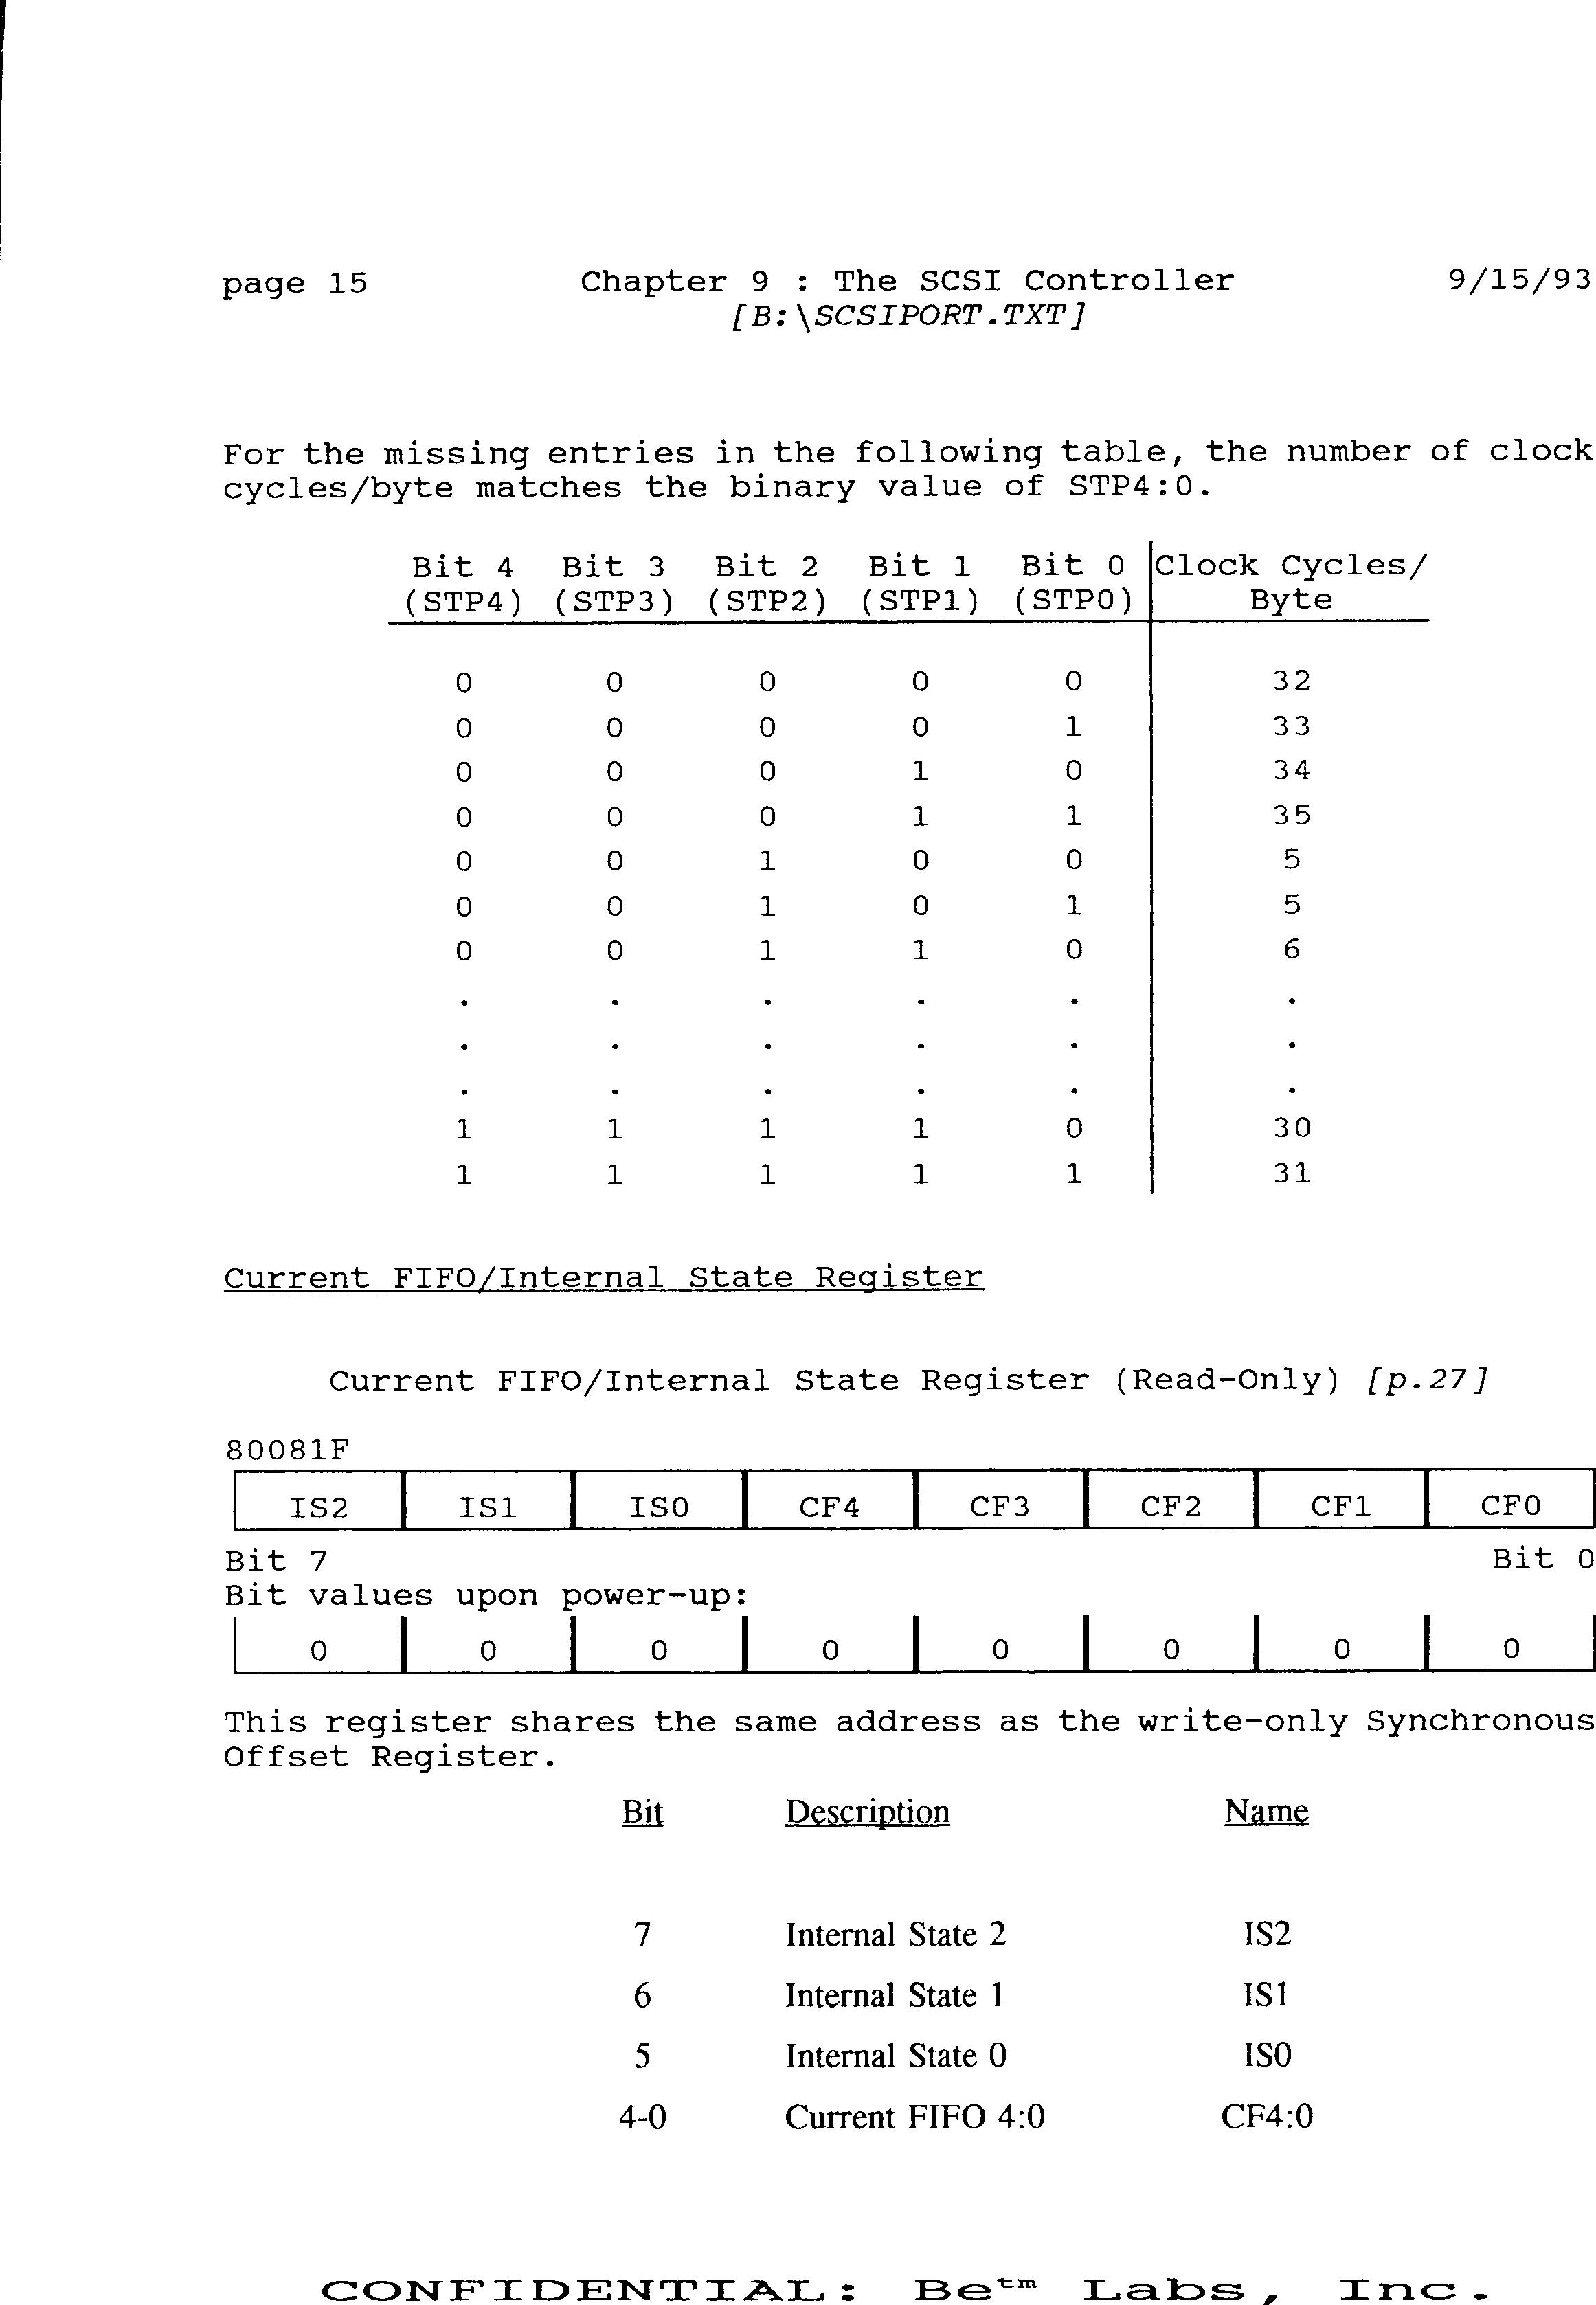 page 15 Chapter 9 : The SCSI Controller 9/15/93
[B:\SCSIPORT.TXT]
For the missing entries in the following table, the number of clock
cycles/byte matches the binary value of STP4:0.
Bit 4 Bit 3 Bit 2 Bit 1 Bit 0 Clock Cycles/
(STP4) (STP3) (STP2) (STP1) (STP0) Byte
0 0 0 0 0 32
0 0 0 0 1 33
0 0 0 1 0 34
0 0 0 1 1 35
0 0 1 0 0 5
0 0 1 0 1 5
0 0 1 1 0 6
. . . . . .
. . . . . .
. . . . . .
1 1 1 1 0 30
1 1 1 1 1 31
Current FIFO/Internal State Register
Current FIFO/Internal State Register (Read-Only) [p.27]
80081F
IS2 IS1 IS0 CF4 CF3 CF2 CF1 CF0
Bit 7 Bit 0
Bit values upon power-up:
0 0 0 0 0 0 0 0
This register shares the same address as the write-only Synchronous
Offset Register.
Bit Description Name
7 Internal State 2 IS2
6 Internal State 1 IS1
5 Internal State 0 IS0
4-0 Current FIFO 4:0 CF4:0
CONFIDENTIAL: Be™ Labs, Inc.